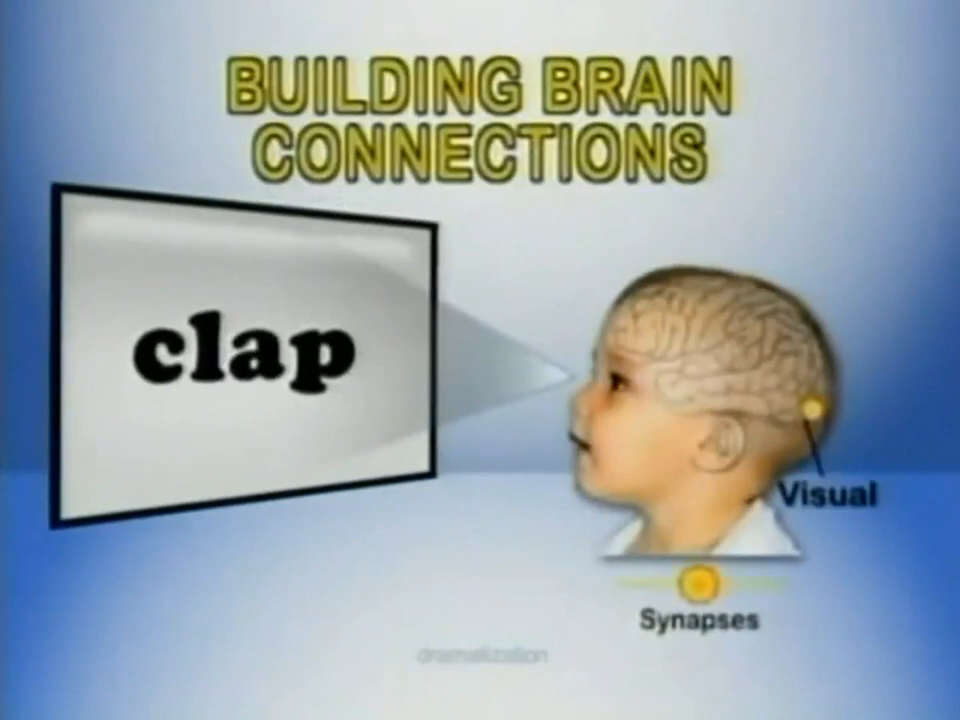 BUILDING BRAIN
CONNECTIONS
clap
Visual
Synapses
dramatization